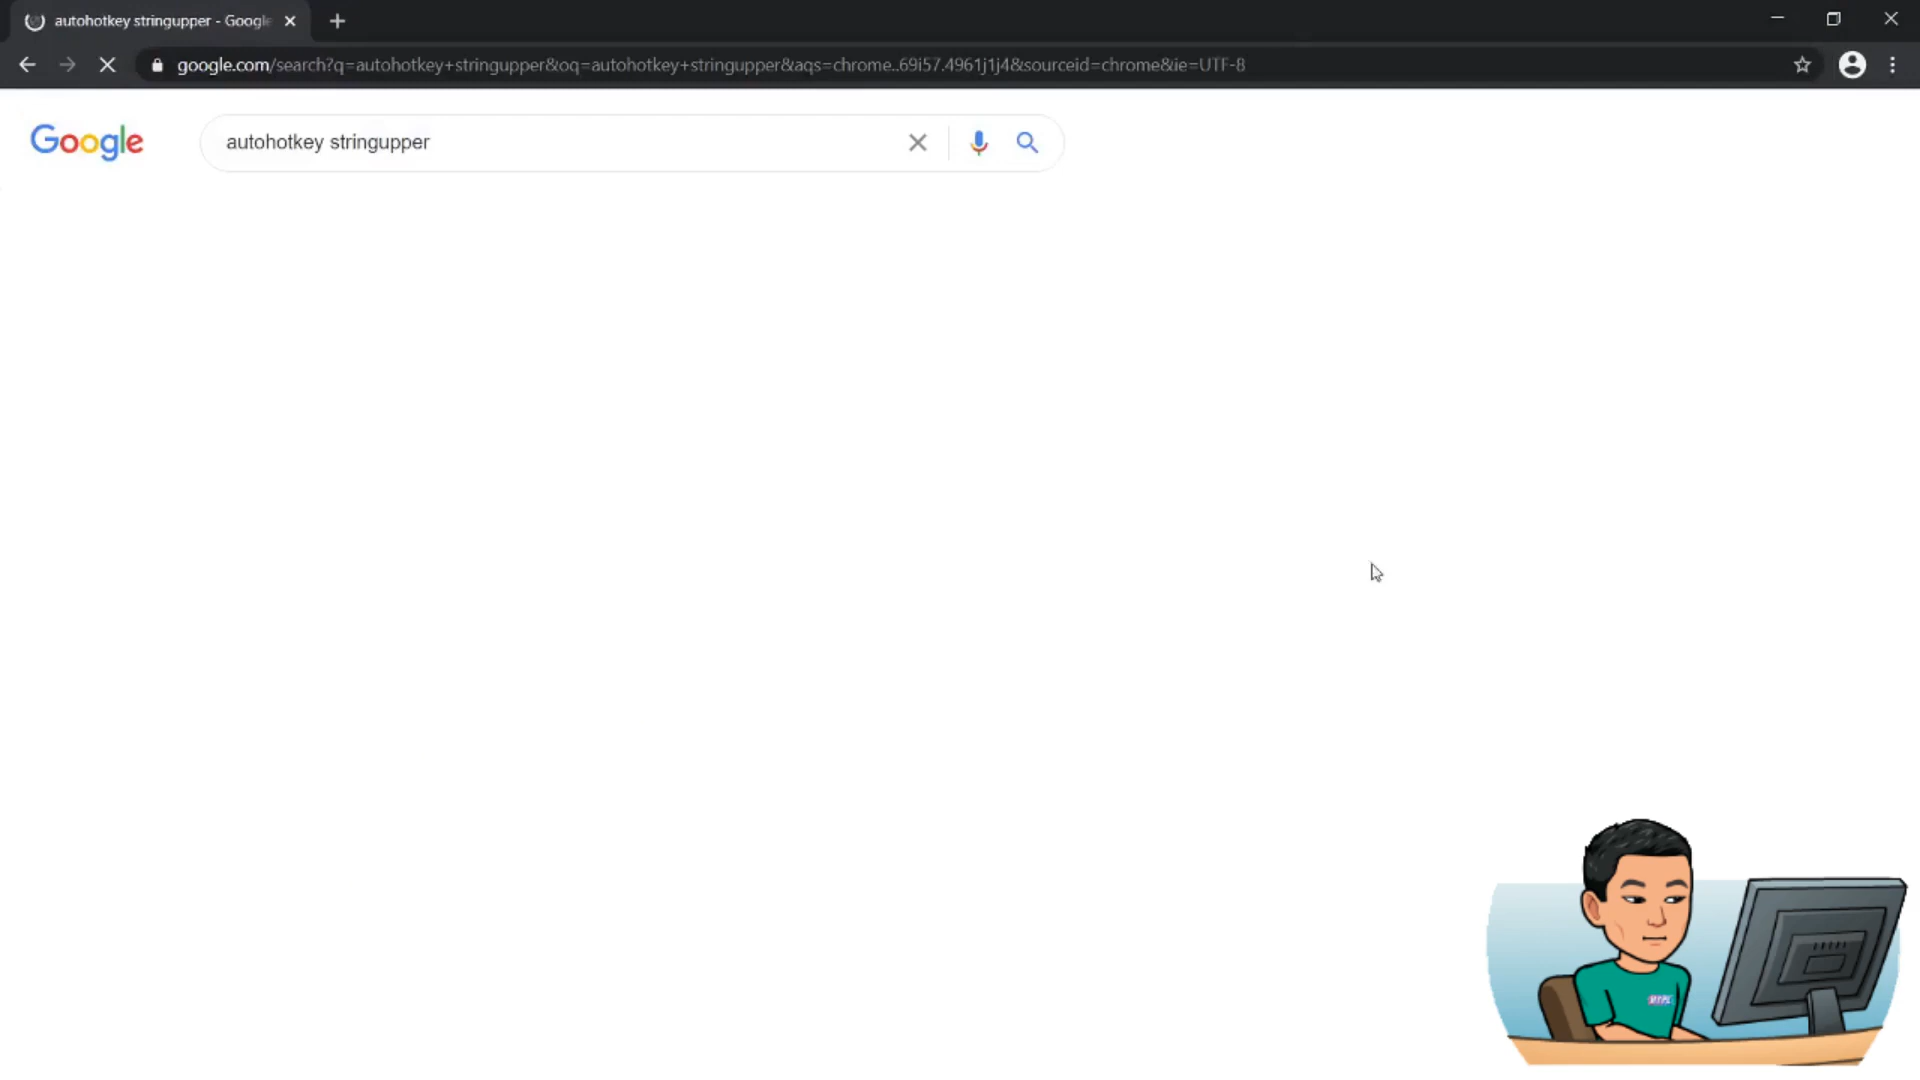 autohotkey stringupper - Google
google.com/search?q=autohotkey+stringupper&oq=autohotkey+stringupper&aqs=chrome..69i57.4961j1j4&sourceid=chrome&ie=UTF-8
Google
autohotkey stringupper